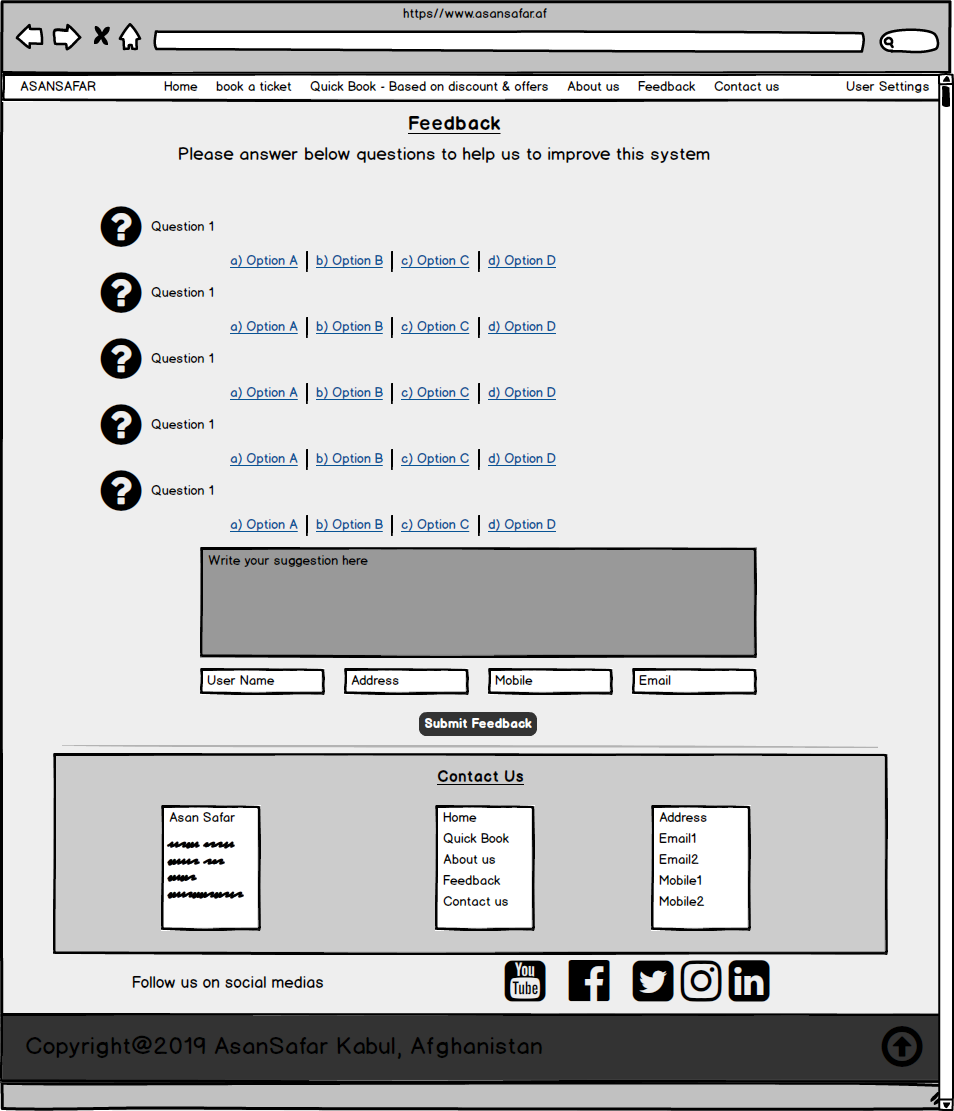 https//www.asansafar.af
ASANSAFAR Home book a ticket Quick Book - Based on discount & offers About us Feedback Contact us User Settings
Feedback
Please answer below questions to help us to improve this system
? Question 1
a) Option A b) Option B c) Option C d) Option D
? Question 1
a) Option A b) Option B c) Option C d) Option D
? Question 1
a) Option A b) Option B c) Option C d) Option D
? Question 1
a) Option A b) Option B c) Option C d) Option D
? Question 1
a) Option A b) Option B c) Option C d) Option D
Write your suggestion here
User Name Address Mobile Email
Submit Feedback
Contact Us
Asan Safar
Home
Quick Book
About us
Feedback
Contact us
Address
Email1
Email2
Mobile1
Mobile2
Follow us on social medias
You
Tube
f
in
Copyright@2019 AsanSafar Kabul, Afghanistan